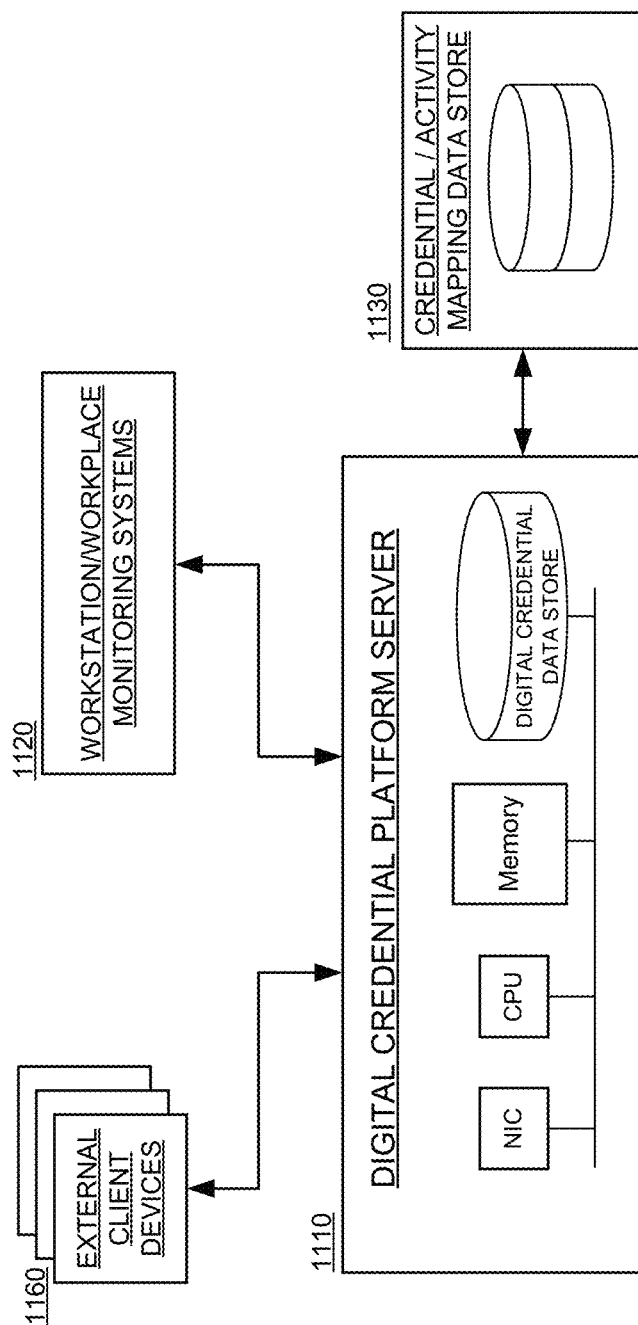 1160
EXTERNAL
CLIENT
DEVICES
1120
WORKSTATION/WORKPLACE
MONITORING SYSTEMS
1110
DIGITAL CREDENTIAL PLATFORM SERVER
NIC
CPU
Memory
DIGITAL CREDENTIAL
DATA STORE
1130
CREDENTIAL / ACTIVITY
MAPPING DATA STORE